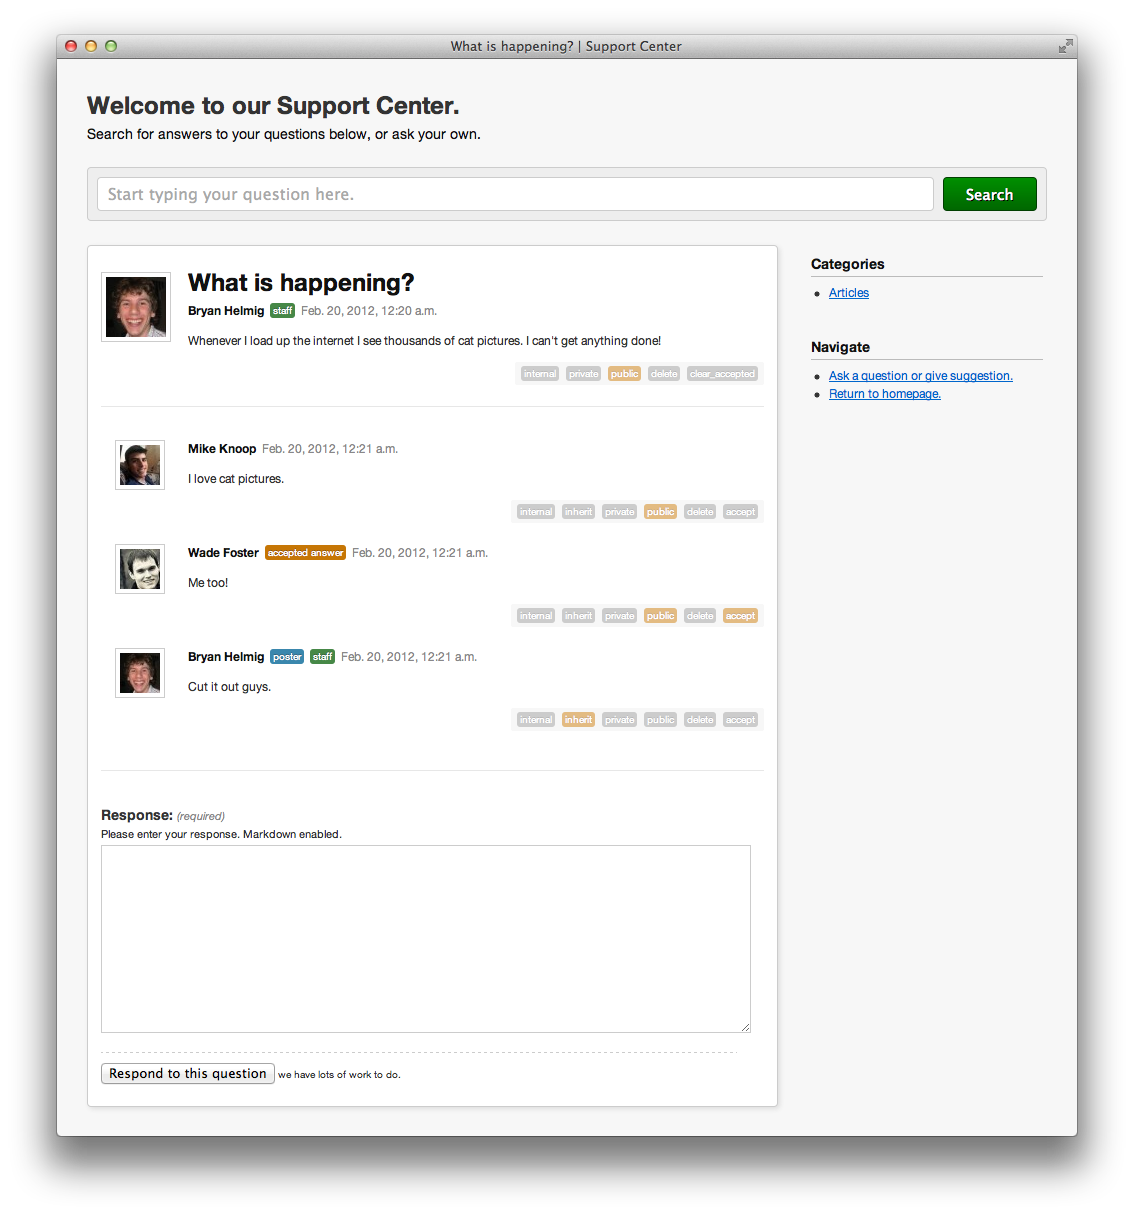 What is happening? | Support Center
Welcome to our Support Center.
Search for answers to your questions below, or ask your own.
Start typing your question here.
Search
What is happening?
Bryan Helmig staff Feb. 20, 2012, 12:20 a.m.
Whenever I load up the internet I see thousands of cat pictures. I can't get anything done!
internal private public delete clear_accepted
Mike Knoop Feb. 20, 2012, 12:21 a.m.
I love cat pictures.
internal inherit private public delete accept
Wade Foster accepted answer Feb. 20, 2012, 12:21 a.m.
Me too!
internal inherit private public delete accept
Bryan Helmig poster staff Feb. 20, 2012, 12:21 a.m.
Cut it out guys.
internal inherit private public delete accept
Response: (required)
Please enter your response. Markdown enabled.
Respond to this question we have lots of work to do.
Categories
Articles
Navigate
Ask a question or give suggestion.
Return to homepage.